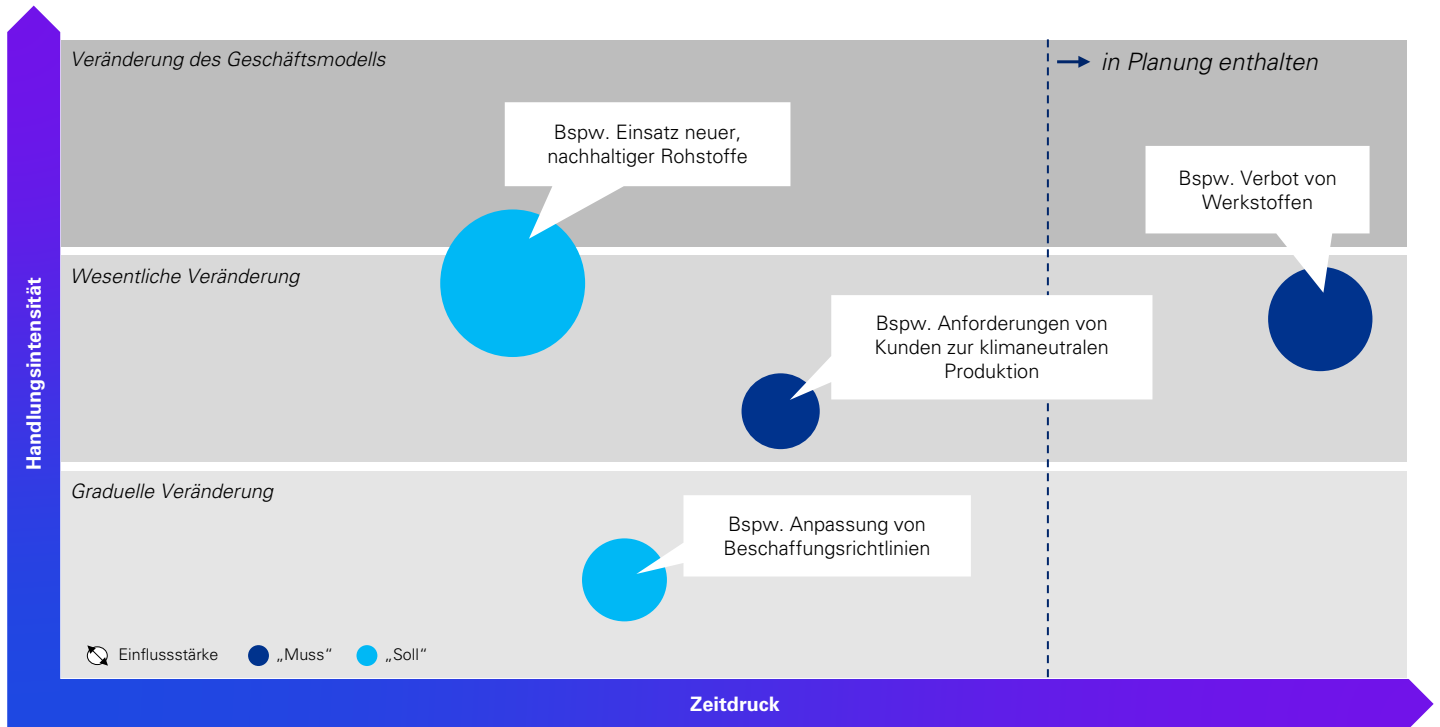 Veränderung des Geschäftsmodells
in Planung enthalten
Bspw. Einsatz neuer,
nachhaltiger Rohstoffe
Bspw. Verbot von
Werkstoffen
Wesentliche Veränderung
Bspw. Anforderungen von
Kunden zur klimaneutralen
Produktion
Handlungsintensität
Graduelle Veränderung
Bspw. Anpassung von
Beschaffungsrichtlinien
Einflussstärke
„Muss“
„Soll“
Zeitdruck